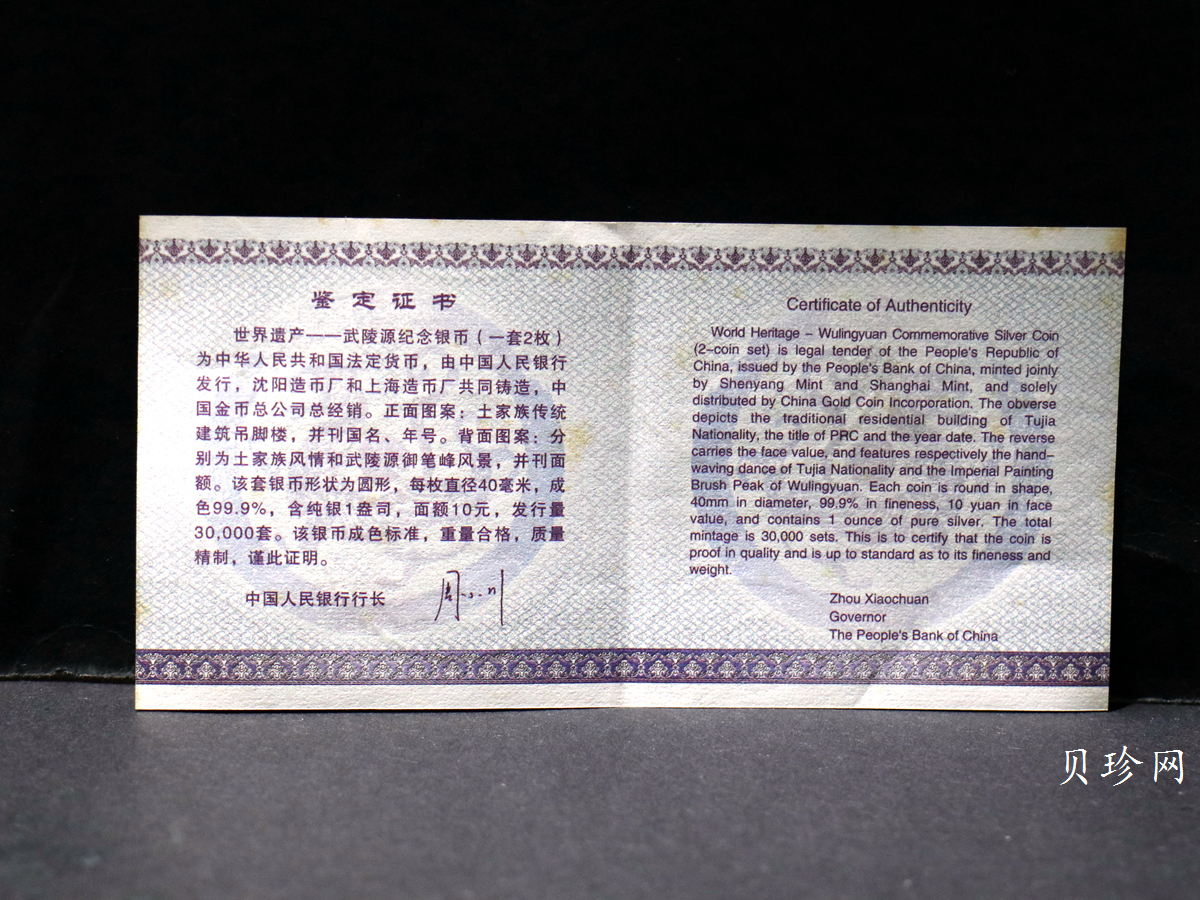 鉴定证书
世界遗产——武陵源纪念银币（一套2枚）
为中华人民共和国法定货币，由中国人民银行
发行，沈阳造币厂和上海造币厂共同铸造，中
国金币总公司总经销。正面图案：土家族传统
建筑吊脚楼，并刊国名、年号。背面图案：分
别为土家族风情和武陵源御笔峰风景，并刊面
额。该套银币形状为圆形，每枚直径40毫米，成
色99.9%，含纯银1盎司，面额10元，发行量
30,000套。该银币成色标准，重量合格，质量
精制，谨此证明。
中国人民银行行长 周小川
Certificate of Authenticity
World Heritage – Wulingyuan Commemorative Silver Coin
(2–coin set) is legal tender of the People's Republic of
China, issued by the People's Bank of China, minted joinly
by Shenyang Mint and Shanghai Mint, and solely
distributed by China Gold Coin Incorporation. The obverse
depicts the traditional residential building of Tujia
Nationality, the title of PRC and the year date. The reverse
carries the face value, and features respectively the hand–
waving dance of Tujia Nationality and the Imperial Painting
Brush Peak of Wulingyuan. Each coin is round in shape,
40mm in diameter, 99.9% in fineness, 10 yuan in face
value, and contains 1 ounce of pure silver. The total
mintage is 30,000 sets. This is to certify that the coin is
proof in quality and is up to standard as to its fineness and
weight.
Zhou Xiaochuan
Governor
The People's Bank of China
贝珍网